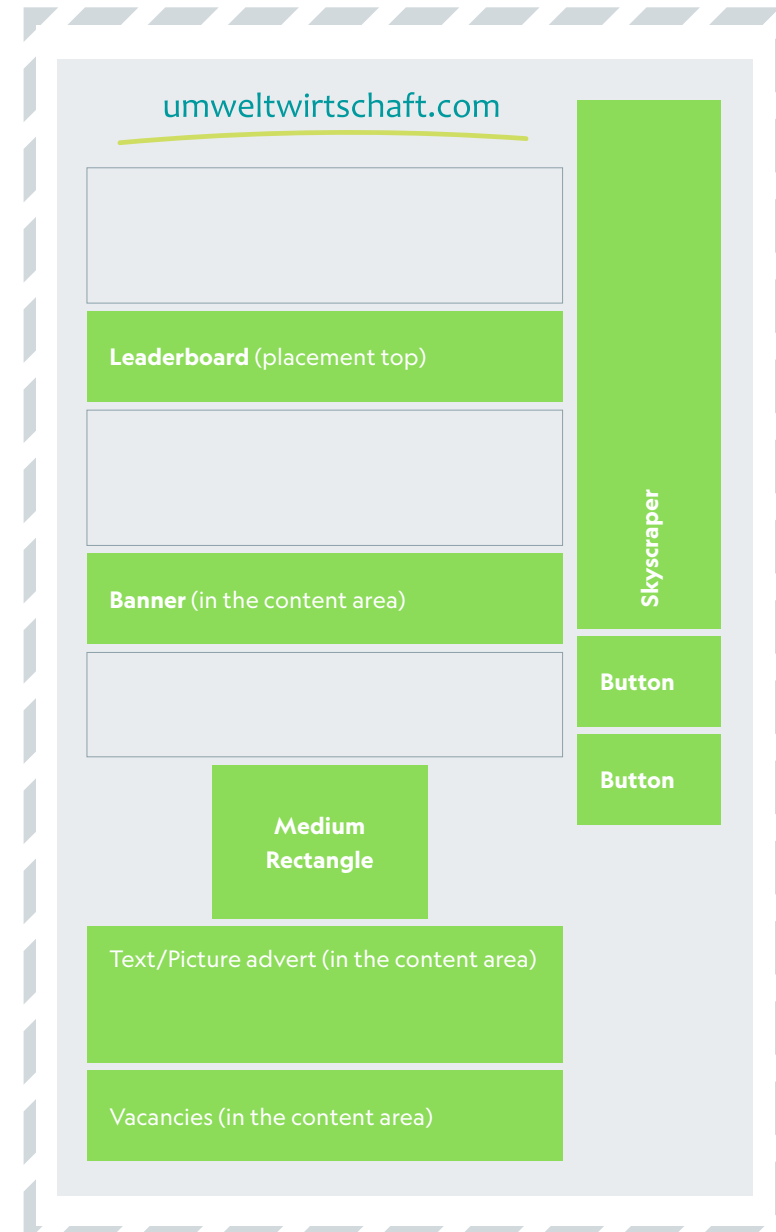 umweltwirtschaft.com
Leaderboard (placement top)
Banner (in the content area)
Skyscraper
Button
Button
Medium
Rectangle
Text/Picture advert (in the content area)
Vacancies (in the content area)